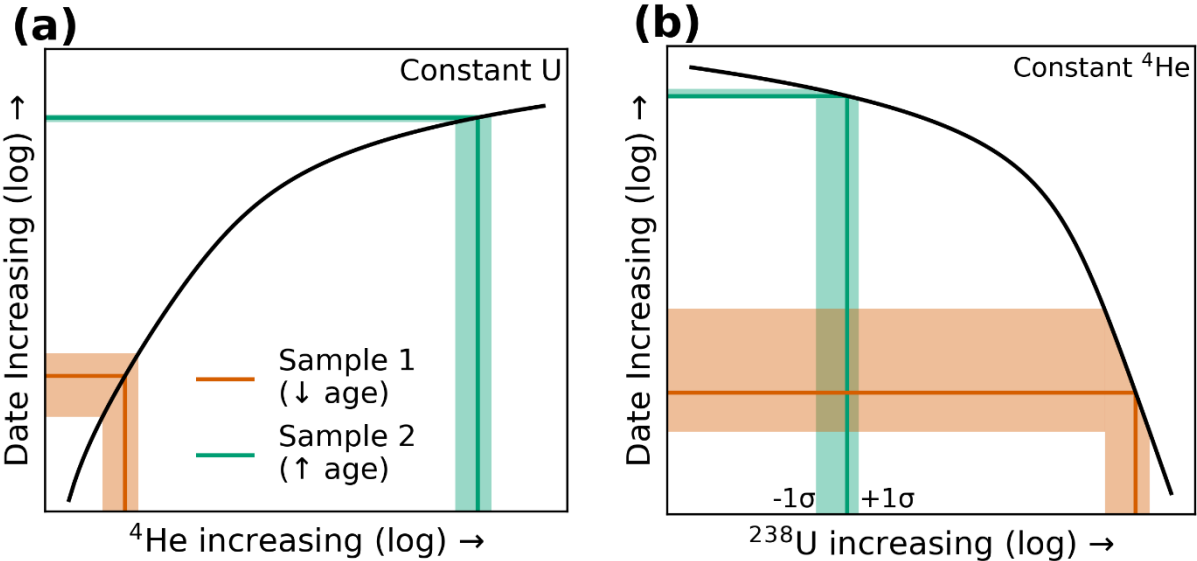 (a)
Constant U
Date Increasing (log) →
Sample 1
(↓ age)
Sample 2
(↑ age)
⁴He increasing (log) →
(b)
Constant ⁴He
Date Increasing (log) →
-1σ +1σ
²³⁸U increasing (log) →